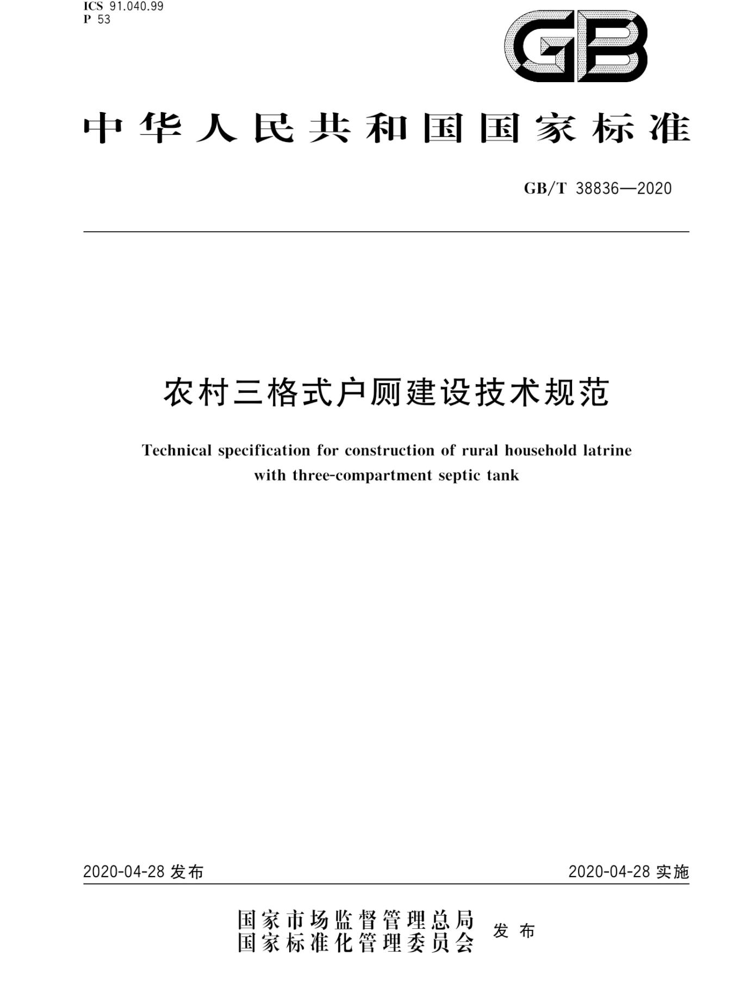 ICS 91.040.99
P 53
GB
中华人民共和国国家标准
GB/T 38836—2020
农村三格式户厕建设技术规范
Technical specification for construction of rural household latrine
with three-compartment septic tank
2020-04-28 发布
2020-04-28 实施
国家市场监督管理总局
国家标准化管理委员会
发布